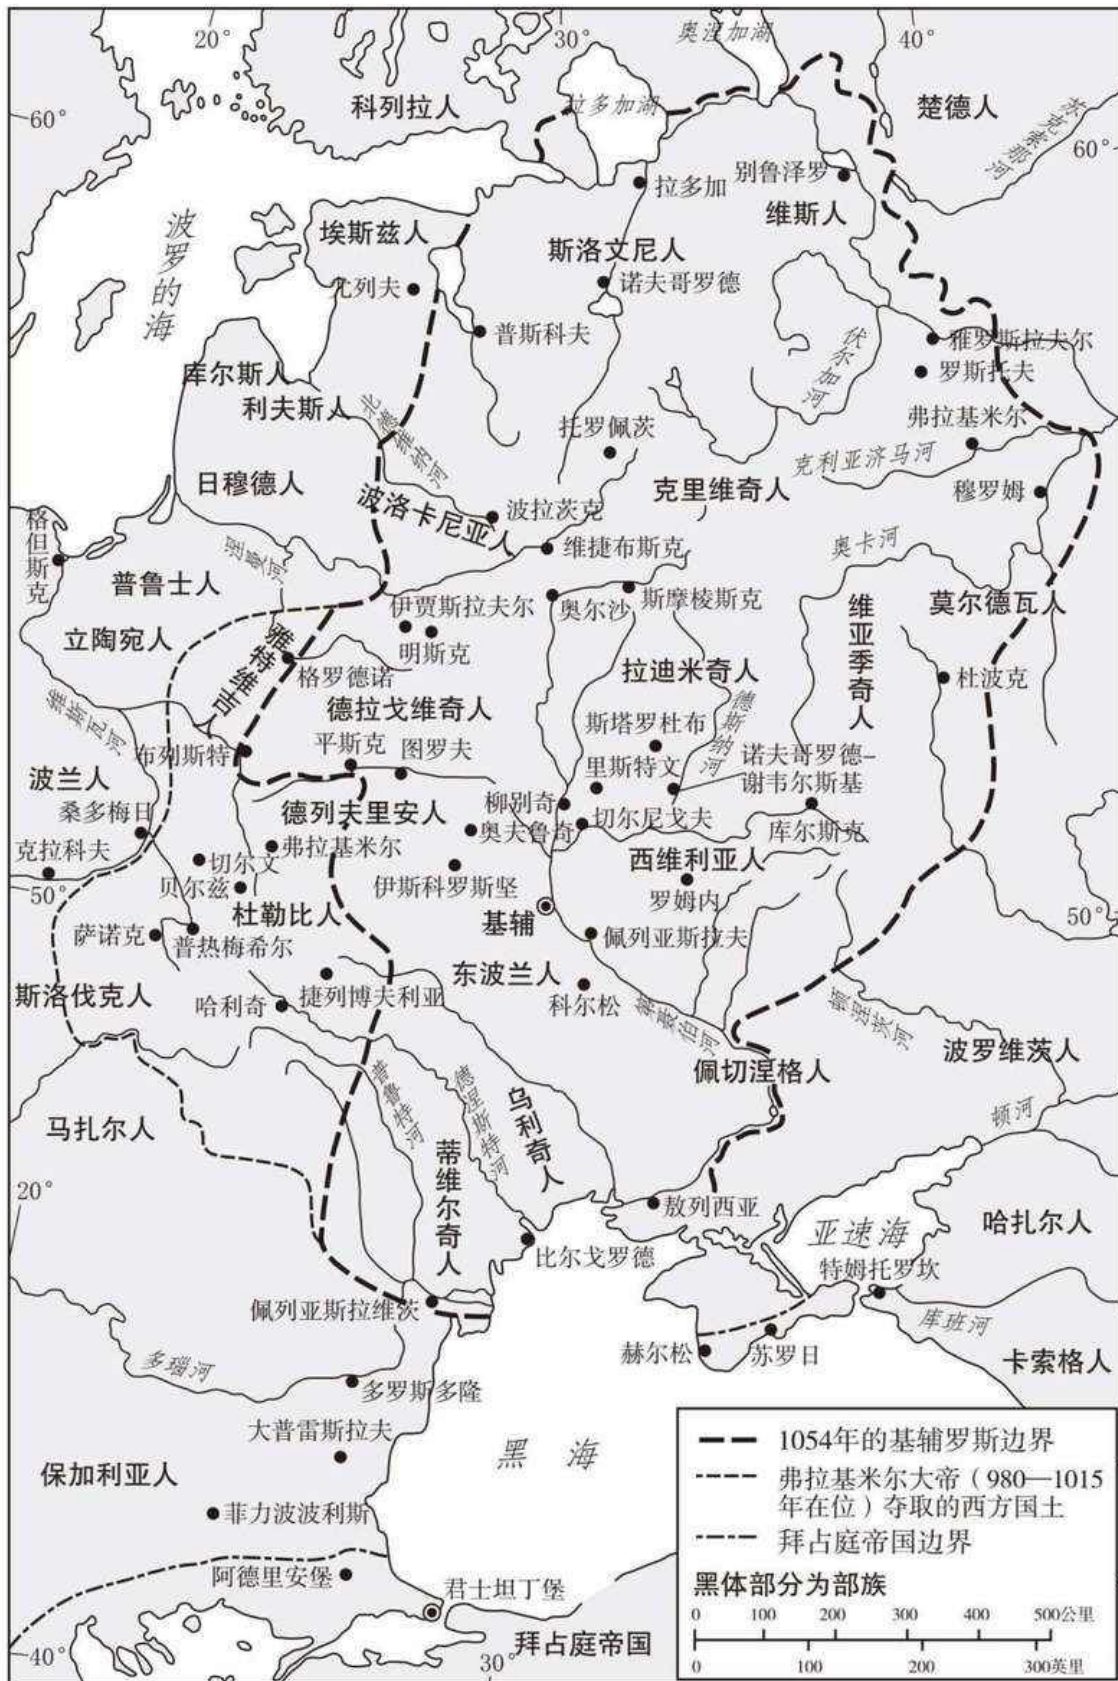 20°
30°
40°
奥涅加湖
科列拉人
拉多加湖
楚德人
苏克索那河
60°
60°
拉多加
别鲁泽罗
维斯人
波罗的海
埃斯兹人
斯洛文尼人
尤列夫
诺夫哥罗德
普斯科夫
伏尔加河
雅罗斯拉夫尔
罗斯托夫
库尔斯人
利夫斯人
北德维纳河
托罗佩茨
弗拉基米尔
克利亚济马河
日穆德人
波洛卡尼亚人
波拉茨克
克里维奇人
穆罗姆
格但斯克
维捷布斯克
奥卡河
普鲁士人
涅曼河
伊贾斯拉夫尔
奥尔沙
斯摩棱斯克
维亚季奇人
莫尔德瓦人
立陶宛人
雅特维吉
明斯克
格罗德诺
拉迪米奇人
杜波克
德拉戈维奇人
德斯纳河
维斯瓦河
斯塔罗杜布
布列斯特
平斯克
图罗夫
诺夫哥罗德–
谢韦尔斯基
波兰人
里斯特文
桑多梅日
德列夫里安人
柳别奇
切尔尼戈夫
库尔斯克
奥夫鲁奇
克拉科夫
弗拉基米尔
切尔文
西维利亚人
伊斯科罗斯坚
50°
贝尔兹
罗姆内
杜勒比人
基辅
50°
萨诺克
普热梅希尔
佩列亚斯拉夫
东波兰人
斯洛伐克人
哈利奇
捷列博夫利亚
科尔松
第聂伯河
顿涅茨河
波罗维茨人
佩切涅格人
马扎尔人
普鲁特河
德涅斯特河
乌利奇人
顿河
蒂维尔奇人
20°
敖列西亚
亚速海
哈扎尔人
比尔戈罗德
特姆托罗坎
佩列亚斯拉维茨
库班河
赫尔松
苏罗日
卡索格人
多瑙河
多罗斯多隆
大普雷斯拉夫
黑海
保加利亚人
菲力波波利斯
阿德里安堡
君士坦丁堡
拜占庭帝国
40°
30°
1054年的基辅罗斯边界
弗拉基米尔大帝（980—1015
年在位）夺取的西方国土
拜占庭帝国边界
黑体部分为部族
0 100 200 300 400 500公里
0 100 200 300英里